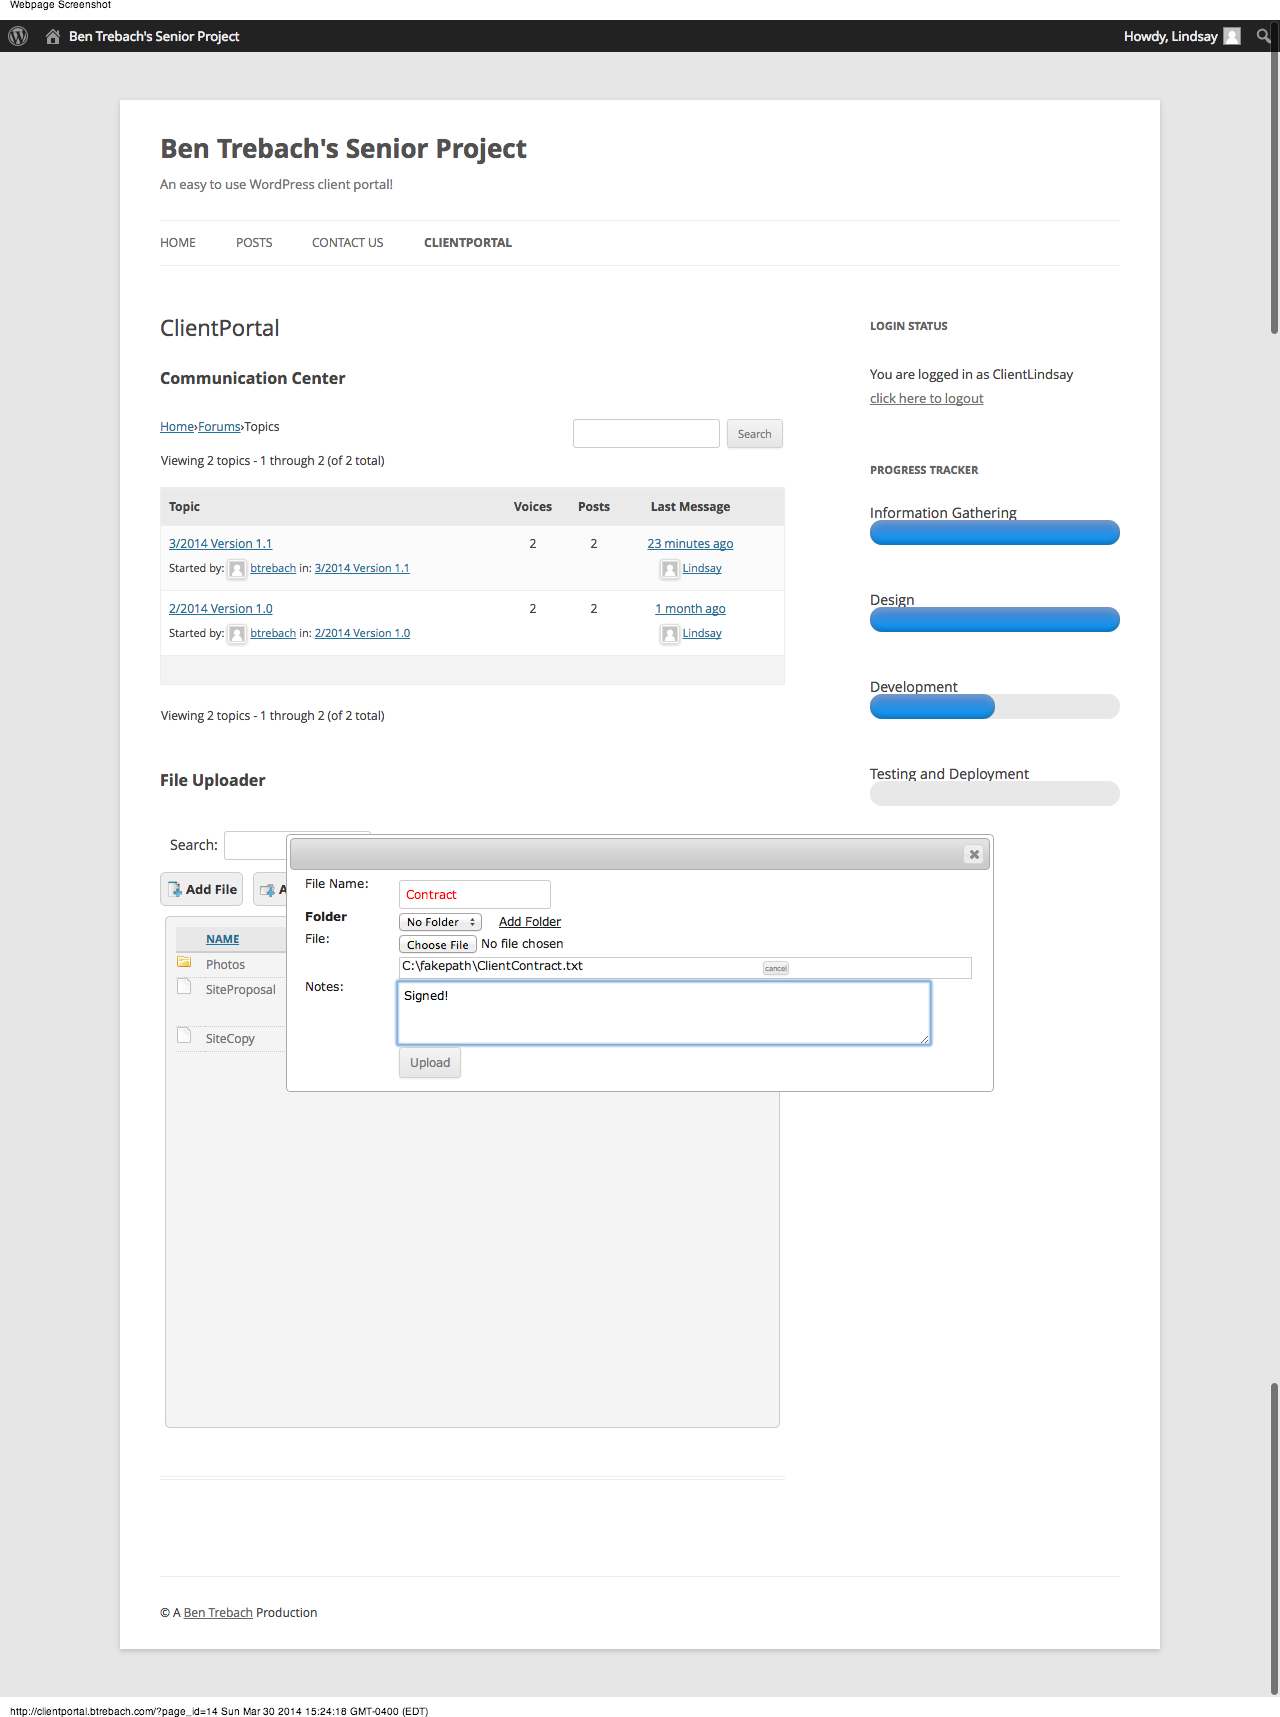 Webpage Screenshot
Ben Trebach's Senior Project
Howdy, Lindsay
Ben Trebach's Senior Project
An easy to use WordPress client portal!
HOME POSTS CONTACT US CLIENTPORTAL
ClientPortal
Communication Center
Home›Forums›Topics
Search
Viewing 2 topics - 1 through 2 (of 2 total)
Topic Voices Posts Last Message
3/2014 Version 1.1 2 2 23 minutes ago
Started by: btrebach in: 3/2014 Version 1.1 Lindsay
2/2014 Version 1.0 2 2 1 month ago
Started by: btrebach in: 2/2014 Version 1.0 Lindsay
Viewing 2 topics - 1 through 2 (of 2 total)
LOGIN STATUS
You are logged in as ClientLindsay
click here to logout
PROGRESS TRACKER
Information Gathering
Design
Development
Testing and Deployment
File Uploader
Search:
Add File A
NAME
Photos
SiteProposal
SiteCopy
File Name: Contract
Folder No Folder Add Folder
File: Choose File No file chosen
C:\fakepath\ClientContract.txt cancel
Notes: Signed!
Upload
© A Ben Trebach Production
http://clientportal.btrebach.com/?page_id=14 Sun Mar 30 2014 15:24:18 GMT-0400 (EDT)